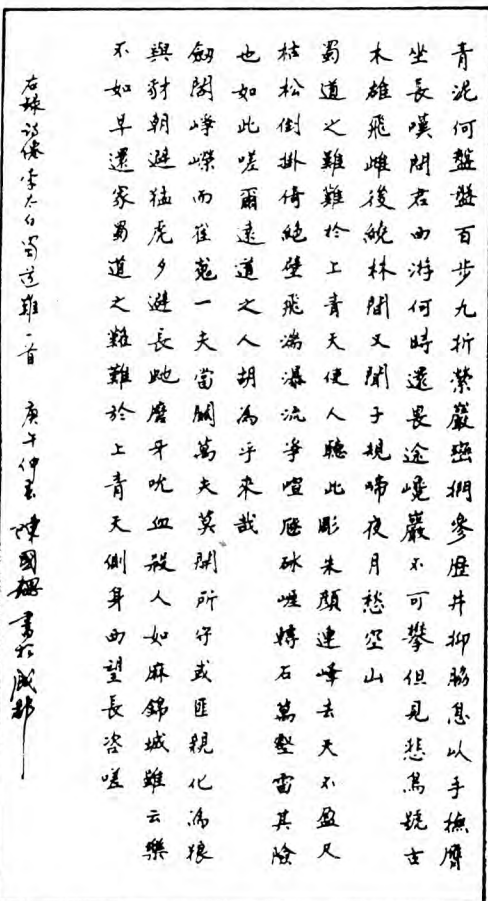 青泥何盤盤百步九折縈巖巒捫參歷井仰脇息以手撫膺
坐長嘆問君西游何時還畏途巉巖不可攀但見悲鳥號古
木雄飛雌後繞林間又聞子規啼夜月愁空山
蜀道之難難於上青天使人聽此彫朱顏連峰去天不盈尺
枯松倒掛倚絕壁飛湍瀑流爭喧豗砯崖轉石萬壑雷其險
也如此嗟爾遠道之人胡為乎來哉
劍閣崢嶸而崔嵬一夫當關萬夫莫開所守或匪親化為狼
與豺朝避猛虎夕避長虵磨牙吮血殺人如麻錦城雖云樂
不如早還家蜀道之難難於上青天側身西望長咨嗟
右錄詩僊李太白蜀道難一首 庚午仲 陳國 書於成都